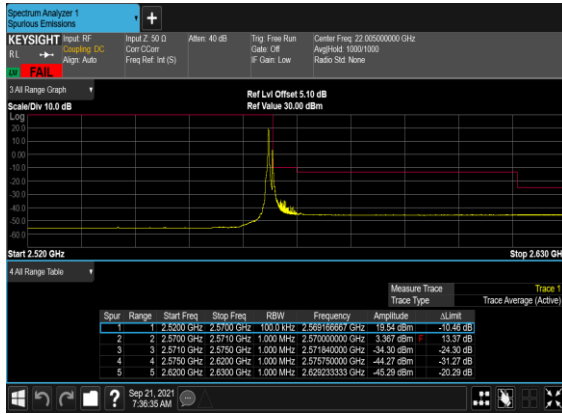 Spectrum Analyzer 1
Spurious Emissions
KEYSIGHT Input: RF Input Z: 50 Ω Atten: 40 dB Trig: Free Run Center Freq: 22.005000000 GHz
RL Coupling: DC Corr CCorr Gate: Off Avg|Hold: 1000/1000
Align: Auto Freq Ref: Int (S) IF Gain: Low Radio Std: None
FAIL
3 All Range Graph Ref Lvl Offset 5.10 dB
Scale/Div 10.0 dB Ref Value 30.00 dBm
Log
20.0
10.0
0.00
-10.0
-20.0
-30.0
-40.0
-50.0
-60.0
Start 2.520 GHz Stop 2.630 GH
4 All Range Table
Measure Trace Trace 1
Trace Type Trace Average (Active)
Spur Range Start Freq Stop Freq RBW Frequency Amplitude ΔLimit
1 1 2.5200 GHz 2.5700 GHz 100.0 kHz 2.569166667 GHz 19.54 dBm -10.46 dB
2 2 2.5700 GHz 2.5710 GHz 1.000 MHz 2.570000000 GHz 3.367 dBm F 13.37 dB
3 3 2.5710 GHz 2.5750 GHz 1.000 MHz 2.571840000 GHz -34.30 dBm -24.30 dB
4 4 2.5750 GHz 2.6200 GHz 1.000 MHz 2.575750000 GHz -44.27 dBm -31.27 dB
5 5 2.6200 GHz 2.6300 GHz 1.000 MHz 2.629233333 GHz -45.29 dBm -20.29 dB
Sep 21, 2021
7:36:35 AM